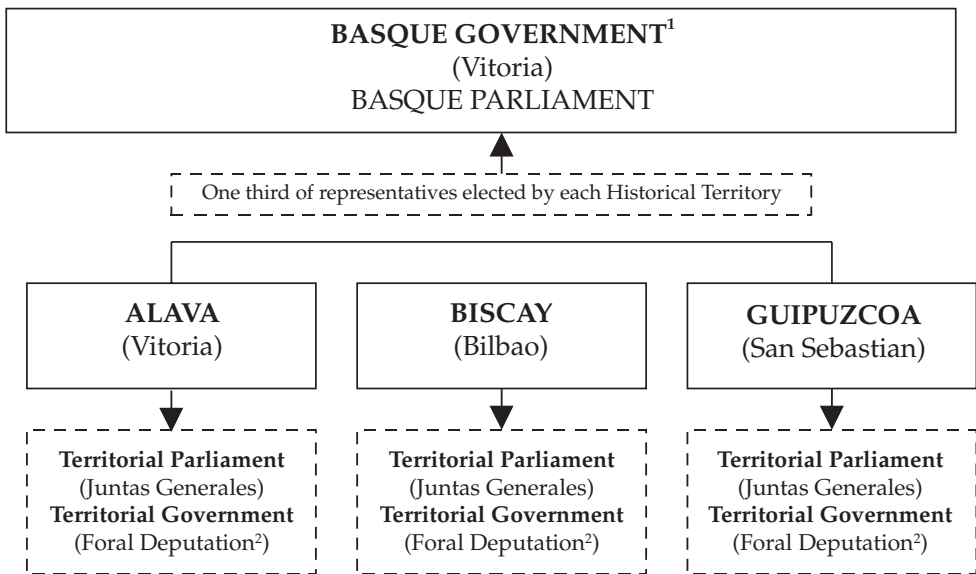 BASQUE GOVERNMENT¹
(Vitoria)
BASQUE PARLIAMENT
One third of representatives elected by each Historical Territory
ALAVA
(Vitoria)
BISCAY
(Bilbao)
GUIPUZCOA
(San Sebastian)
Territorial Parliament
(Juntas Generales)
Territorial Government
(Foral Deputation²)
Territorial Parliament
(Juntas Generales)
Territorial Government
(Foral Deputation²)
Territorial Parliament
(Juntas Generales)
Territorial Government
(Foral Deputation²)